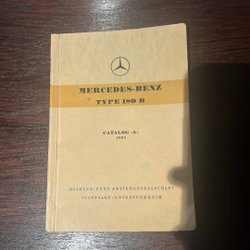 MERCEDES-BENZ
TYPE 180 D
CATALOG «A»
DAIMLER-BENZ AKTIENGESELLSCHAFT
STUTTGART-UNTERTÜRKHEIM